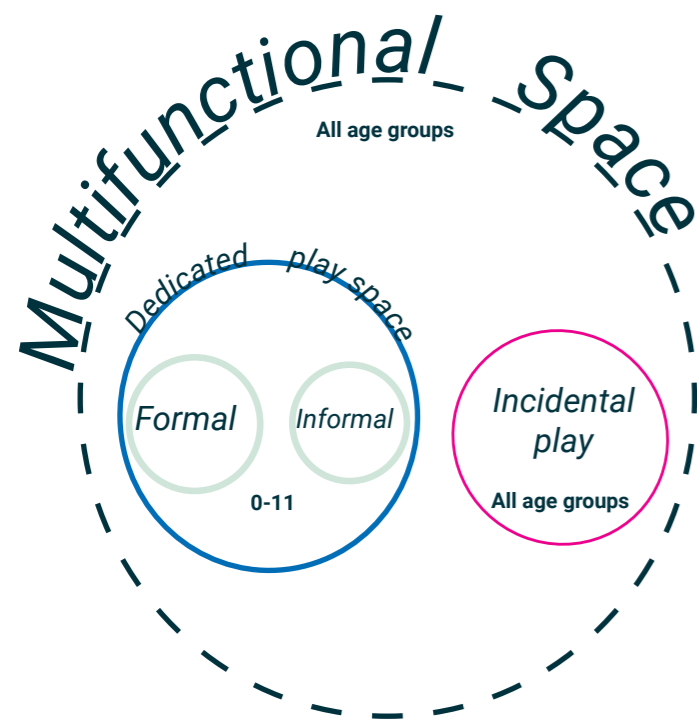 Multifunctional Space
All age groups
Dedicated play space
Formal
Informal
0-11
Incidental
play
All age groups